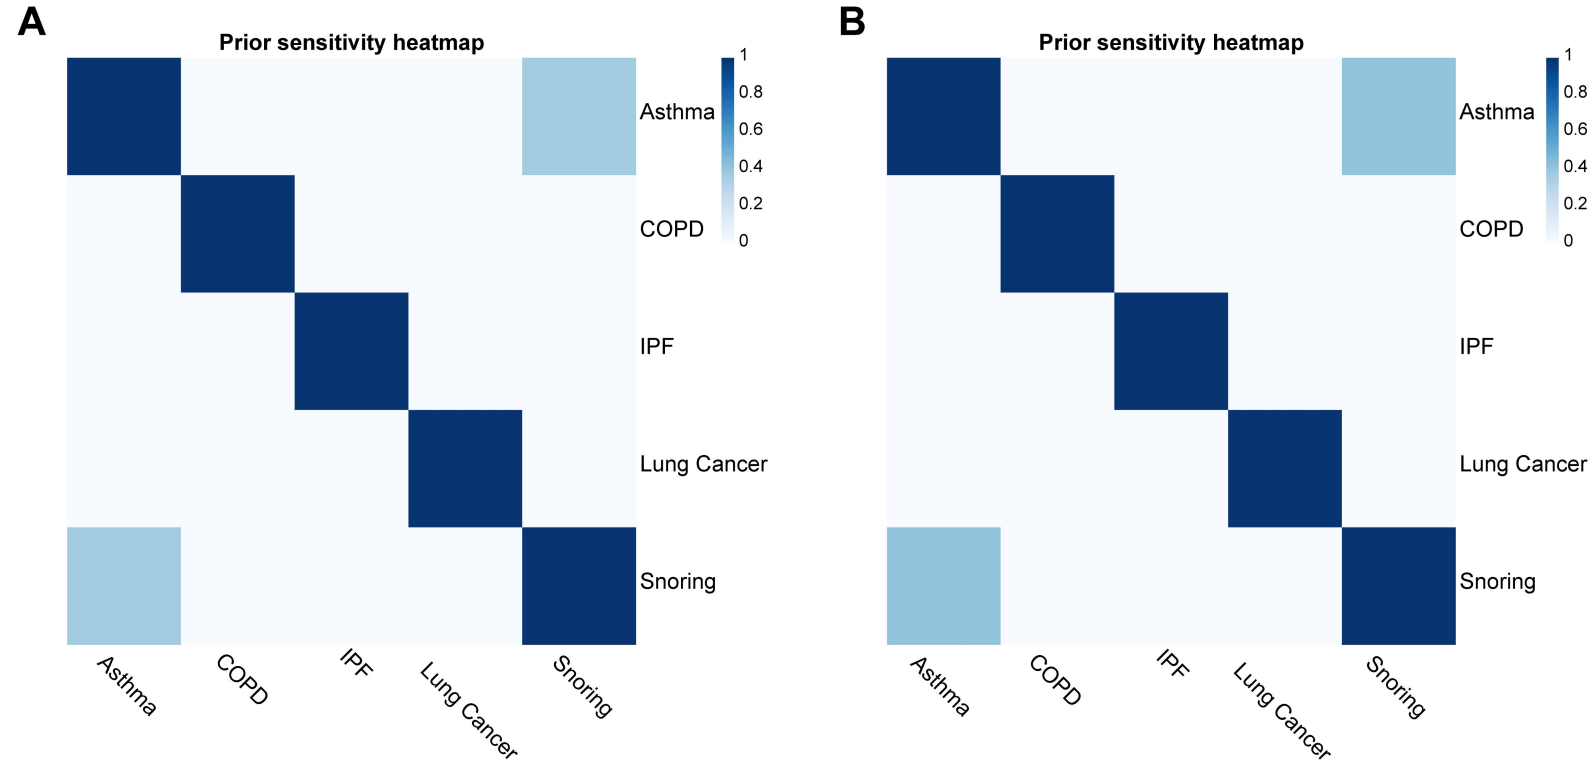 A
Prior sensitivity heatmap
1
0.8
0.6
0.4
0.2
0
Asthma
COPD
IPF
Lung Cancer
Snoring
Asthma
COPD
IPF
Lung Cancer
Snoring
B
Prior sensitivity heatmap
1
0.8
0.6
0.4
0.2
0
Asthma
COPD
IPF
Lung Cancer
Snoring
Asthma
COPD
IPF
Lung Cancer
Snoring